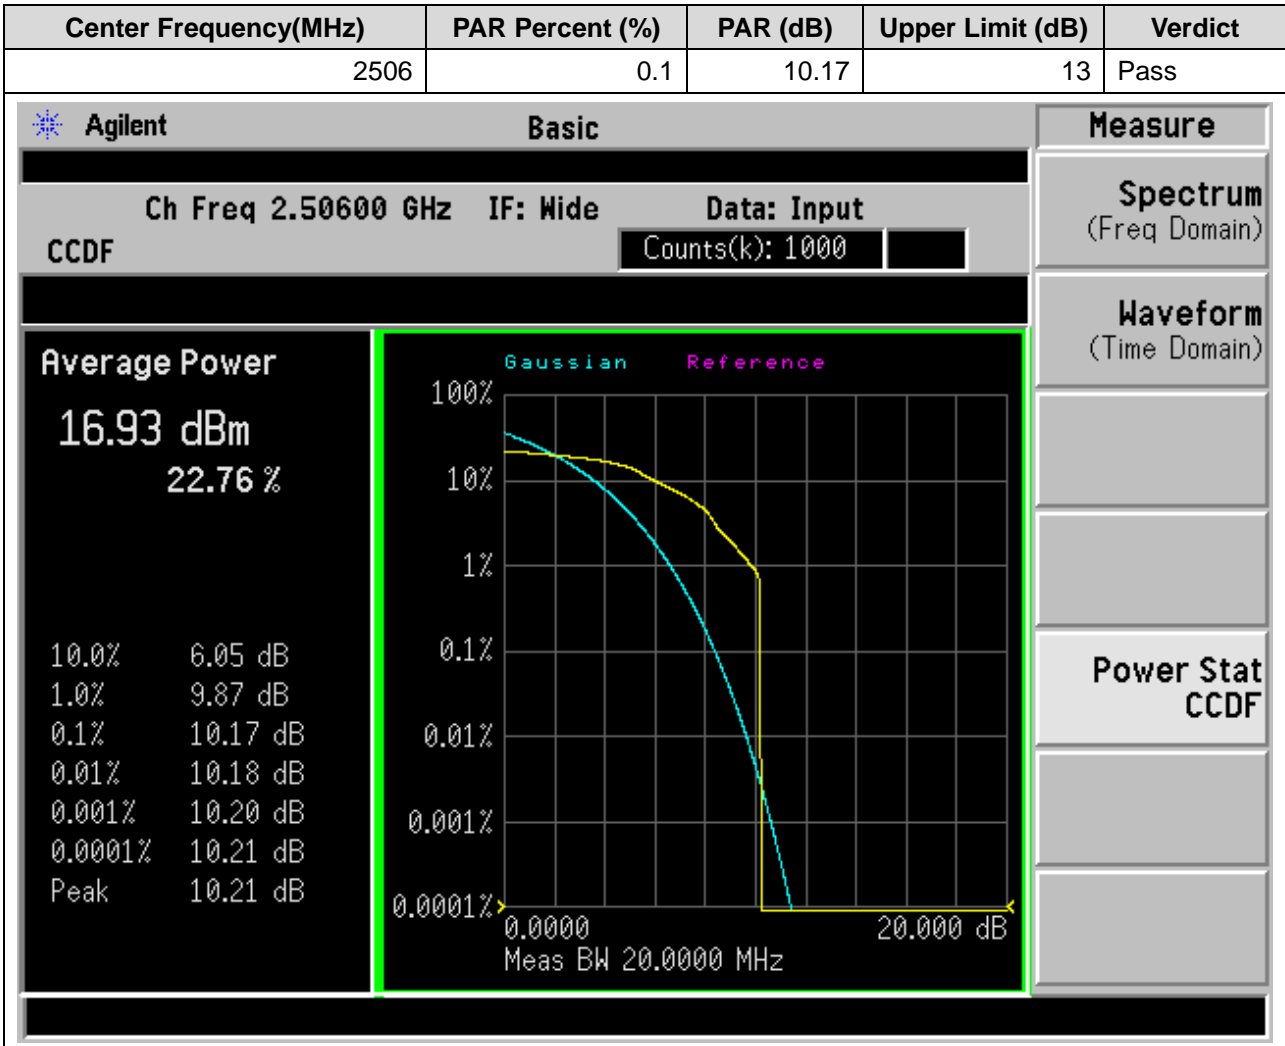 Center Frequency(MHz) PAR Percent (%) PAR (dB) Upper Limit (dB) Verdict
2506 0.1 10.17 13 Pass
Agilent Basic Measure
Ch Freq 2.50600 GHz IF: Wide Data: Input
CCDF Counts(k): 1000
Spectrum
(Freq Domain)
Waveform
(Time Domain)
Power Stat
CCDF
Average Power
16.93 dBm
22.76 %
10.0% 6.05 dB
1.0% 9.87 dB
0.1% 10.17 dB
0.01% 10.18 dB
0.001% 10.20 dB
0.0001% 10.21 dB
Peak 10.21 dB
Gaussian Reference
100%
10%
1%
0.1%
0.01%
0.001%
0.0001%
0.0000 20.000 dB
Meas BW 20.0000 MHz